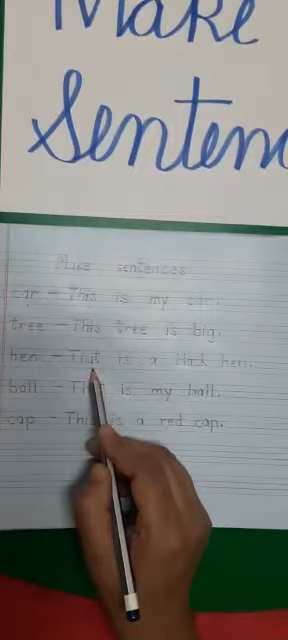 Make
Senten
Make sentences
car - This is my car.
tree - This tree is big.
hen - That is a black hen.
ball - is my ball.
cap - This is a red cap.